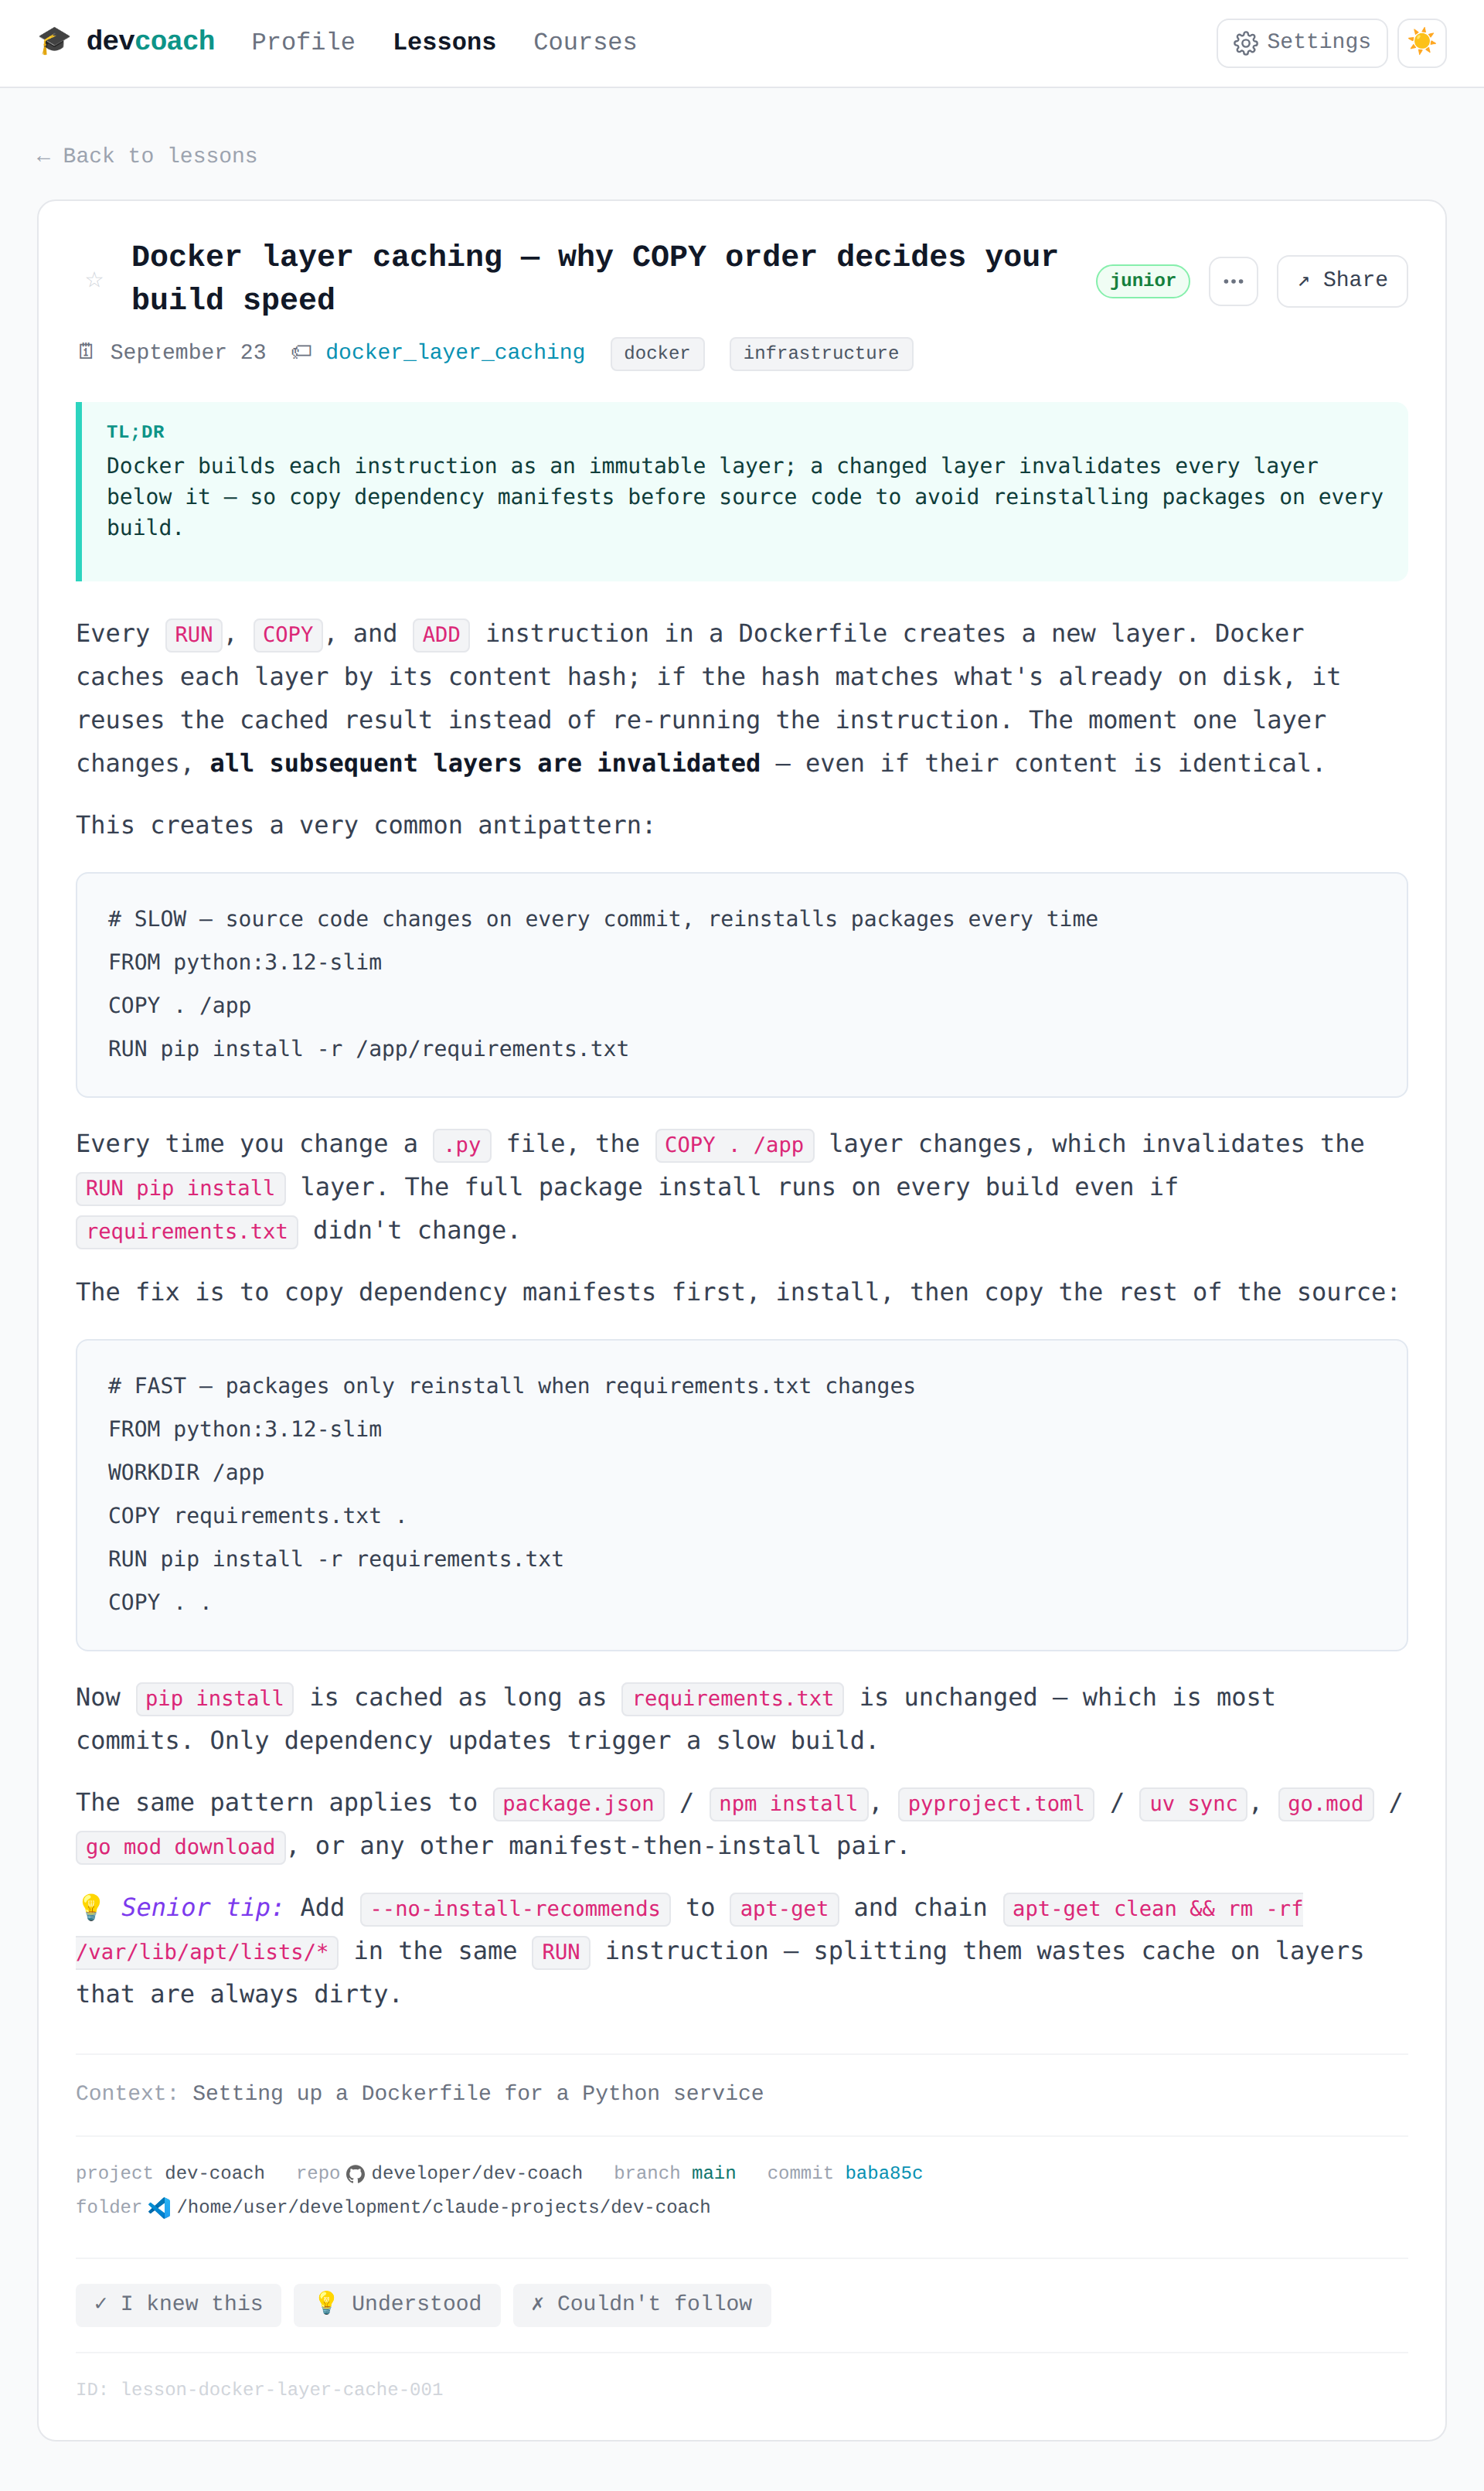 🎓 devcoach Profile Lessons Courses Settings ☀️
← Back to lessons
☆ Docker layer caching — why COPY order decides your
build speed
junior ••• ↗ Share
🗓 September 23 🏷 docker_layer_caching docker infrastructure
TL;DR
Docker builds each instruction as an immutable layer; a changed layer invalidates every layer
below it — so copy dependency manifests before source code to avoid reinstalling packages on every
build.
Every RUN, COPY, and ADD instruction in a Dockerfile creates a new layer. Docker
caches each layer by its content hash; if the hash matches what's already on disk, it
reuses the cached result instead of re-running the instruction. The moment one layer
changes, all subsequent layers are invalidated — even if their content is identical.
This creates a very common antipattern:
# SLOW — source code changes on every commit, reinstalls packages every time
FROM python:3.12-slim
COPY . /app
RUN pip install -r /app/requirements.txt
Every time you change a .py file, the COPY . /app layer changes, which invalidates the
RUN pip install layer. The full package install runs on every build even if
requirements.txt didn't change.
The fix is to copy dependency manifests first, install, then copy the rest of the source:
# FAST — packages only reinstall when requirements.txt changes
FROM python:3.12-slim
WORKDIR /app
COPY requirements.txt .
RUN pip install -r requirements.txt
COPY . .
Now pip install is cached as long as requirements.txt is unchanged — which is most
commits. Only dependency updates trigger a slow build.
The same pattern applies to package.json / npm install, pyproject.toml / uv sync, go.mod /
go mod download, or any other manifest-then-install pair.
💡 Senior tip: Add --no-install-recommends to apt-get and chain apt-get clean && rm -rf
/var/lib/apt/lists/* in the same RUN instruction — splitting them wastes cache on layers
that are always dirty.
Context: Setting up a Dockerfile for a Python service
project dev-coach repo developer/dev-coach branch main commit baba85c
folder /home/user/development/claude-projects/dev-coach
✓ I knew this 💡 Understood ✗ Couldn't follow
ID: lesson-docker-layer-cache-001